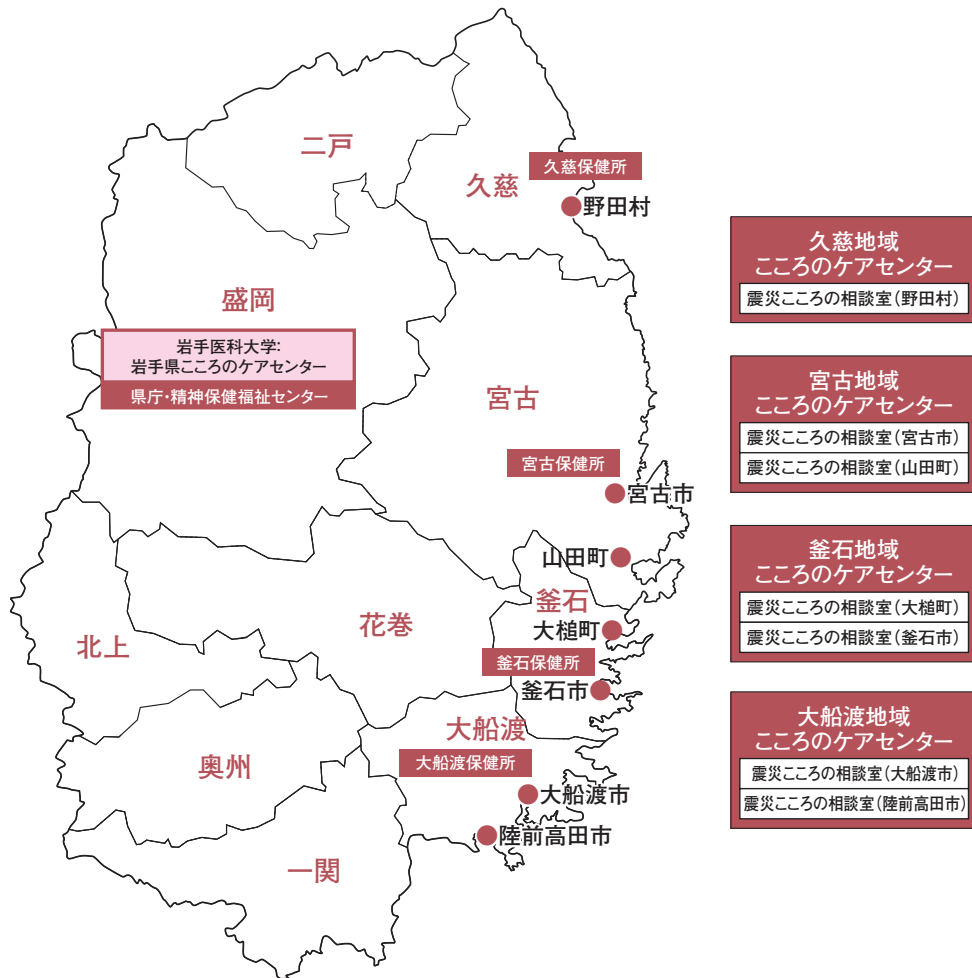 二戸
久慈
久慈保健所
野田村
盛岡
岩手医科大学:
岩手県こころのケアセンター
県庁・精神保健福祉センター
宮古
宮古保健所
宮古市
山田町
釜石
大槌町
花巻
北上
釜石保健所
釜石市
大船渡
奥州
大船渡保健所
大船渡市
陸前高田市
一関
久慈地域
こころのケアセンター
震災こころの相談室(野田村)
宮古地域
こころのケアセンター
震災こころの相談室(宮古市)
震災こころの相談室(山田町)
釜石地域
こころのケアセンター
震災こころの相談室(大槌町)
震災こころの相談室(釜石市)
大船渡地域
こころのケアセンター
震災こころの相談室(大船渡市)
震災こころの相談室(陸前高田市)